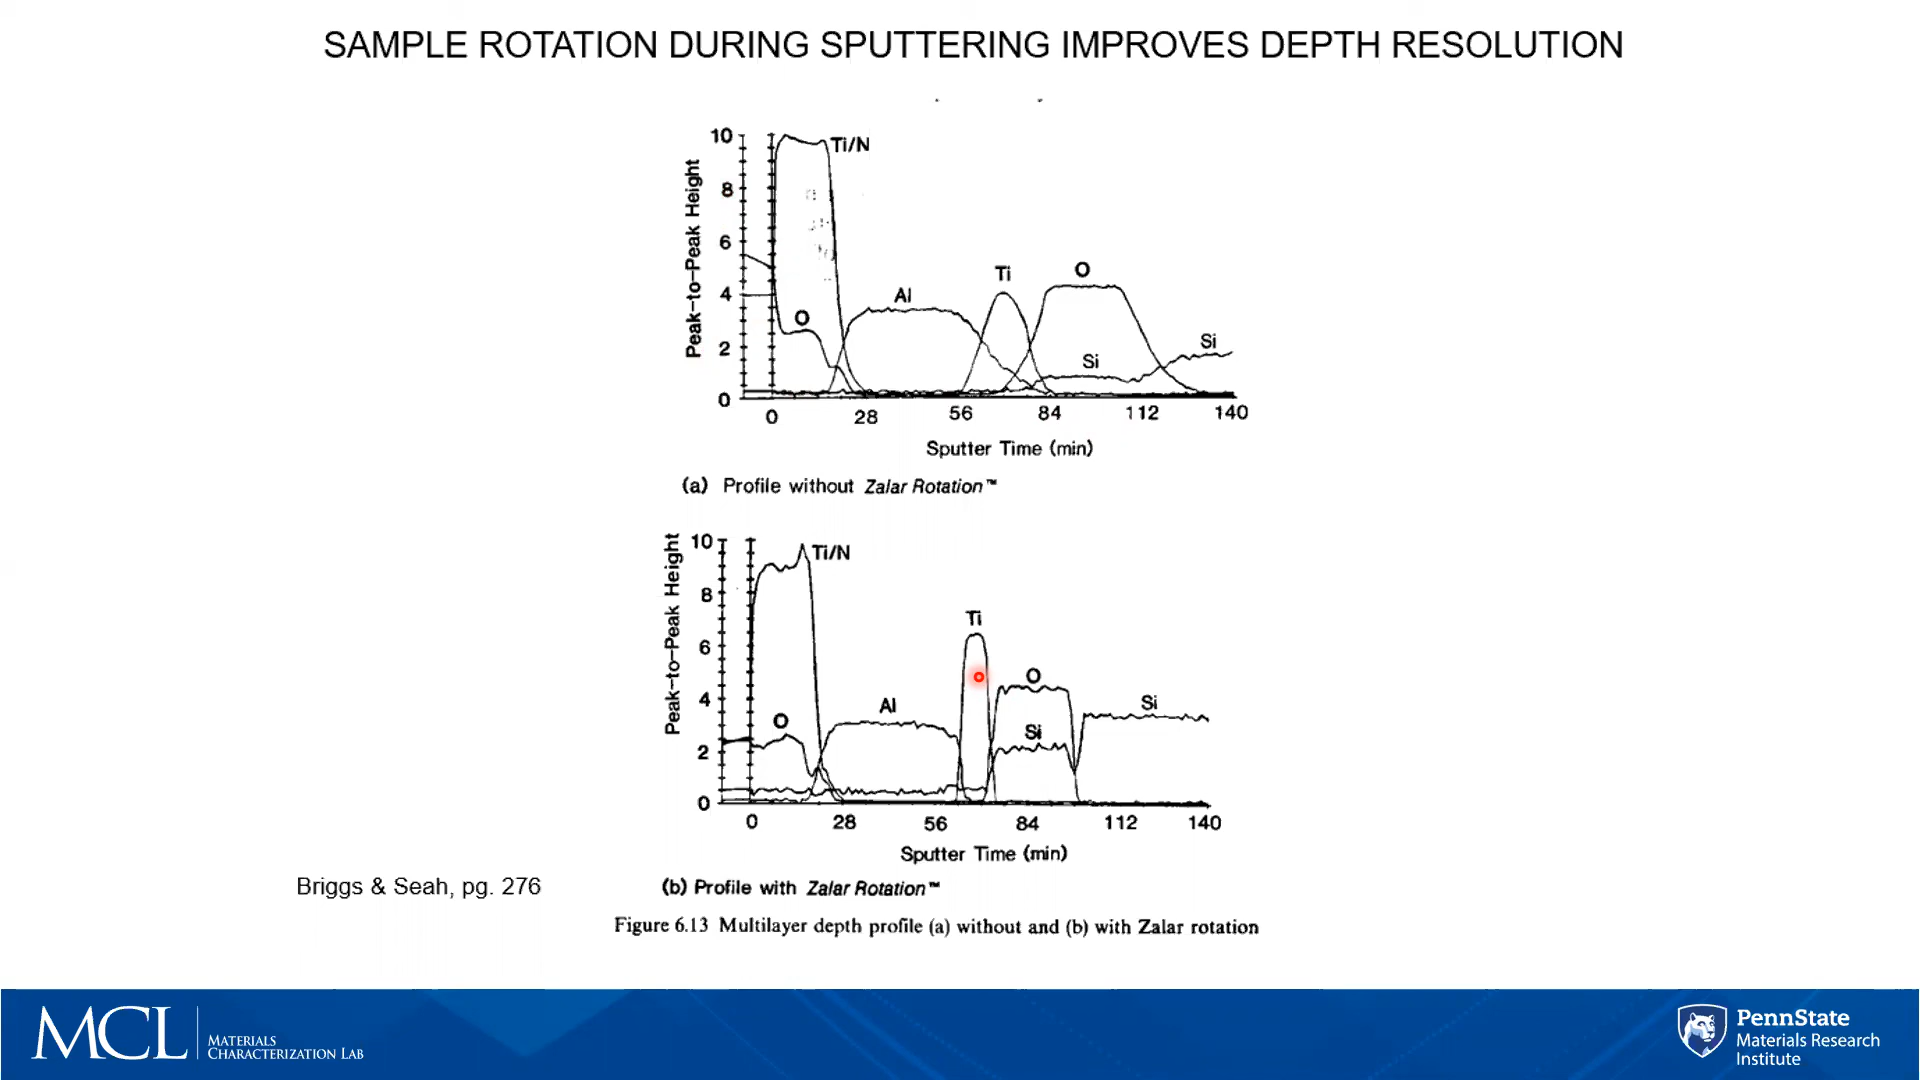 SAMPLE ROTATION DURING SPUTTERING IMPROVES DEPTH RESOLUTION
Peak-to-Peak Height
10
8
6
4
2
0
Ti/N
O
Al
Ti
O
Si
Si
0 28 56 84 112 140
Sputter Time (min)
(a) Profile without Zalar Rotation™
Peak-to-Peak Height
10
8
6
4
2
0
Ti/N
O
Al
Ti
O
Si
Si
0 28 56 84 112 140
Sputter Time (min)
(b) Profile with Zalar Rotation™
Briggs & Seah, pg. 276
Figure 6.13 Multilayer depth profile (a) without and (b) with Zalar rotation
MCL
MATERIALS
CHARACTERIZATION LAB
PennState
Materials Research
Institute